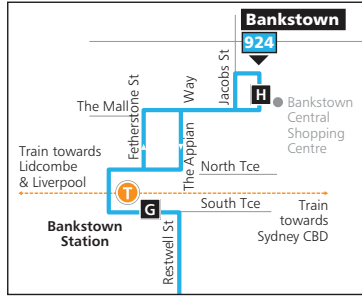 Bankstown
924
Jacobs St
Fetherstone St
Way
The Appian
H
Bankstown
Central
Shopping
Centre
The Mall
Train towards
Lidcombe
& Liverpool
North Tce
T
G
South Tce
Bankstown
Station
Restwell St
Train
towards
Sydney CBD